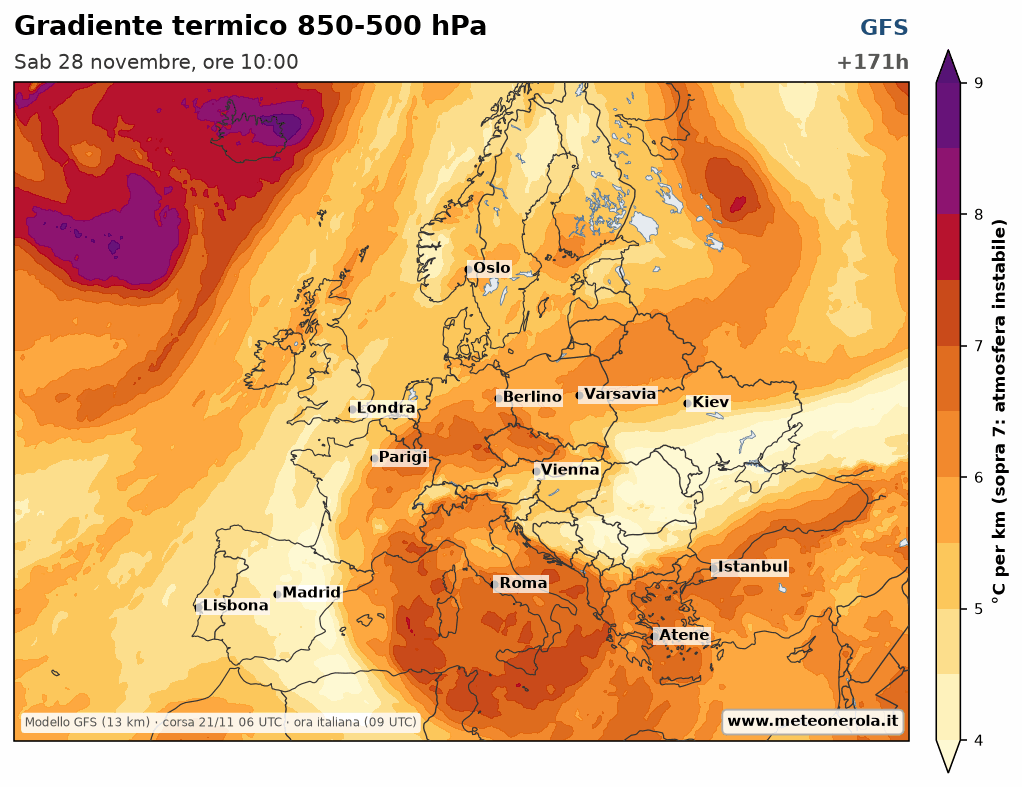 Gradiente termico 850-500 hPa
GFS
Sab 28 novembre, ore 10:00
+171h
Oslo
Londra
Berlino
Varsavia
Kiev
Parigi
Vienna
Istanbul
Roma
Madrid
Lisbona
Atene
Modello GFS (13 km) · corsa 21/11 06 UTC · ora italiana (09 UTC)
www.meteonerola.it
9
8
7
6
5
4
°C per km (sopra 7: atmosfera instabile)